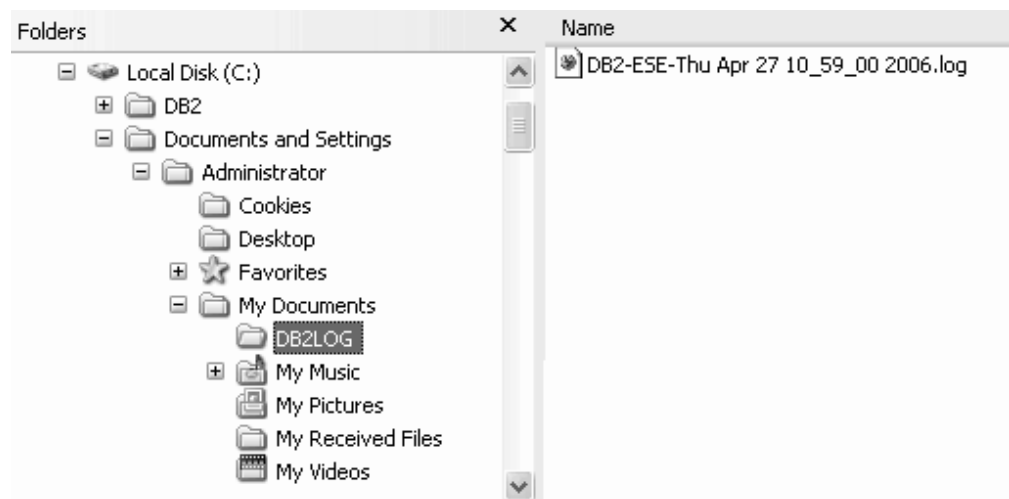 Folders
Local Disk (C:)
DB2
Documents and Settings
Administrator
Cookies
Desktop
Favorites
My Documents
DB2LOG
My Music
My Pictures
My Received Files
My Videos
Name
DB2-ESE-Thu Apr 27 10_59_00 2006.log